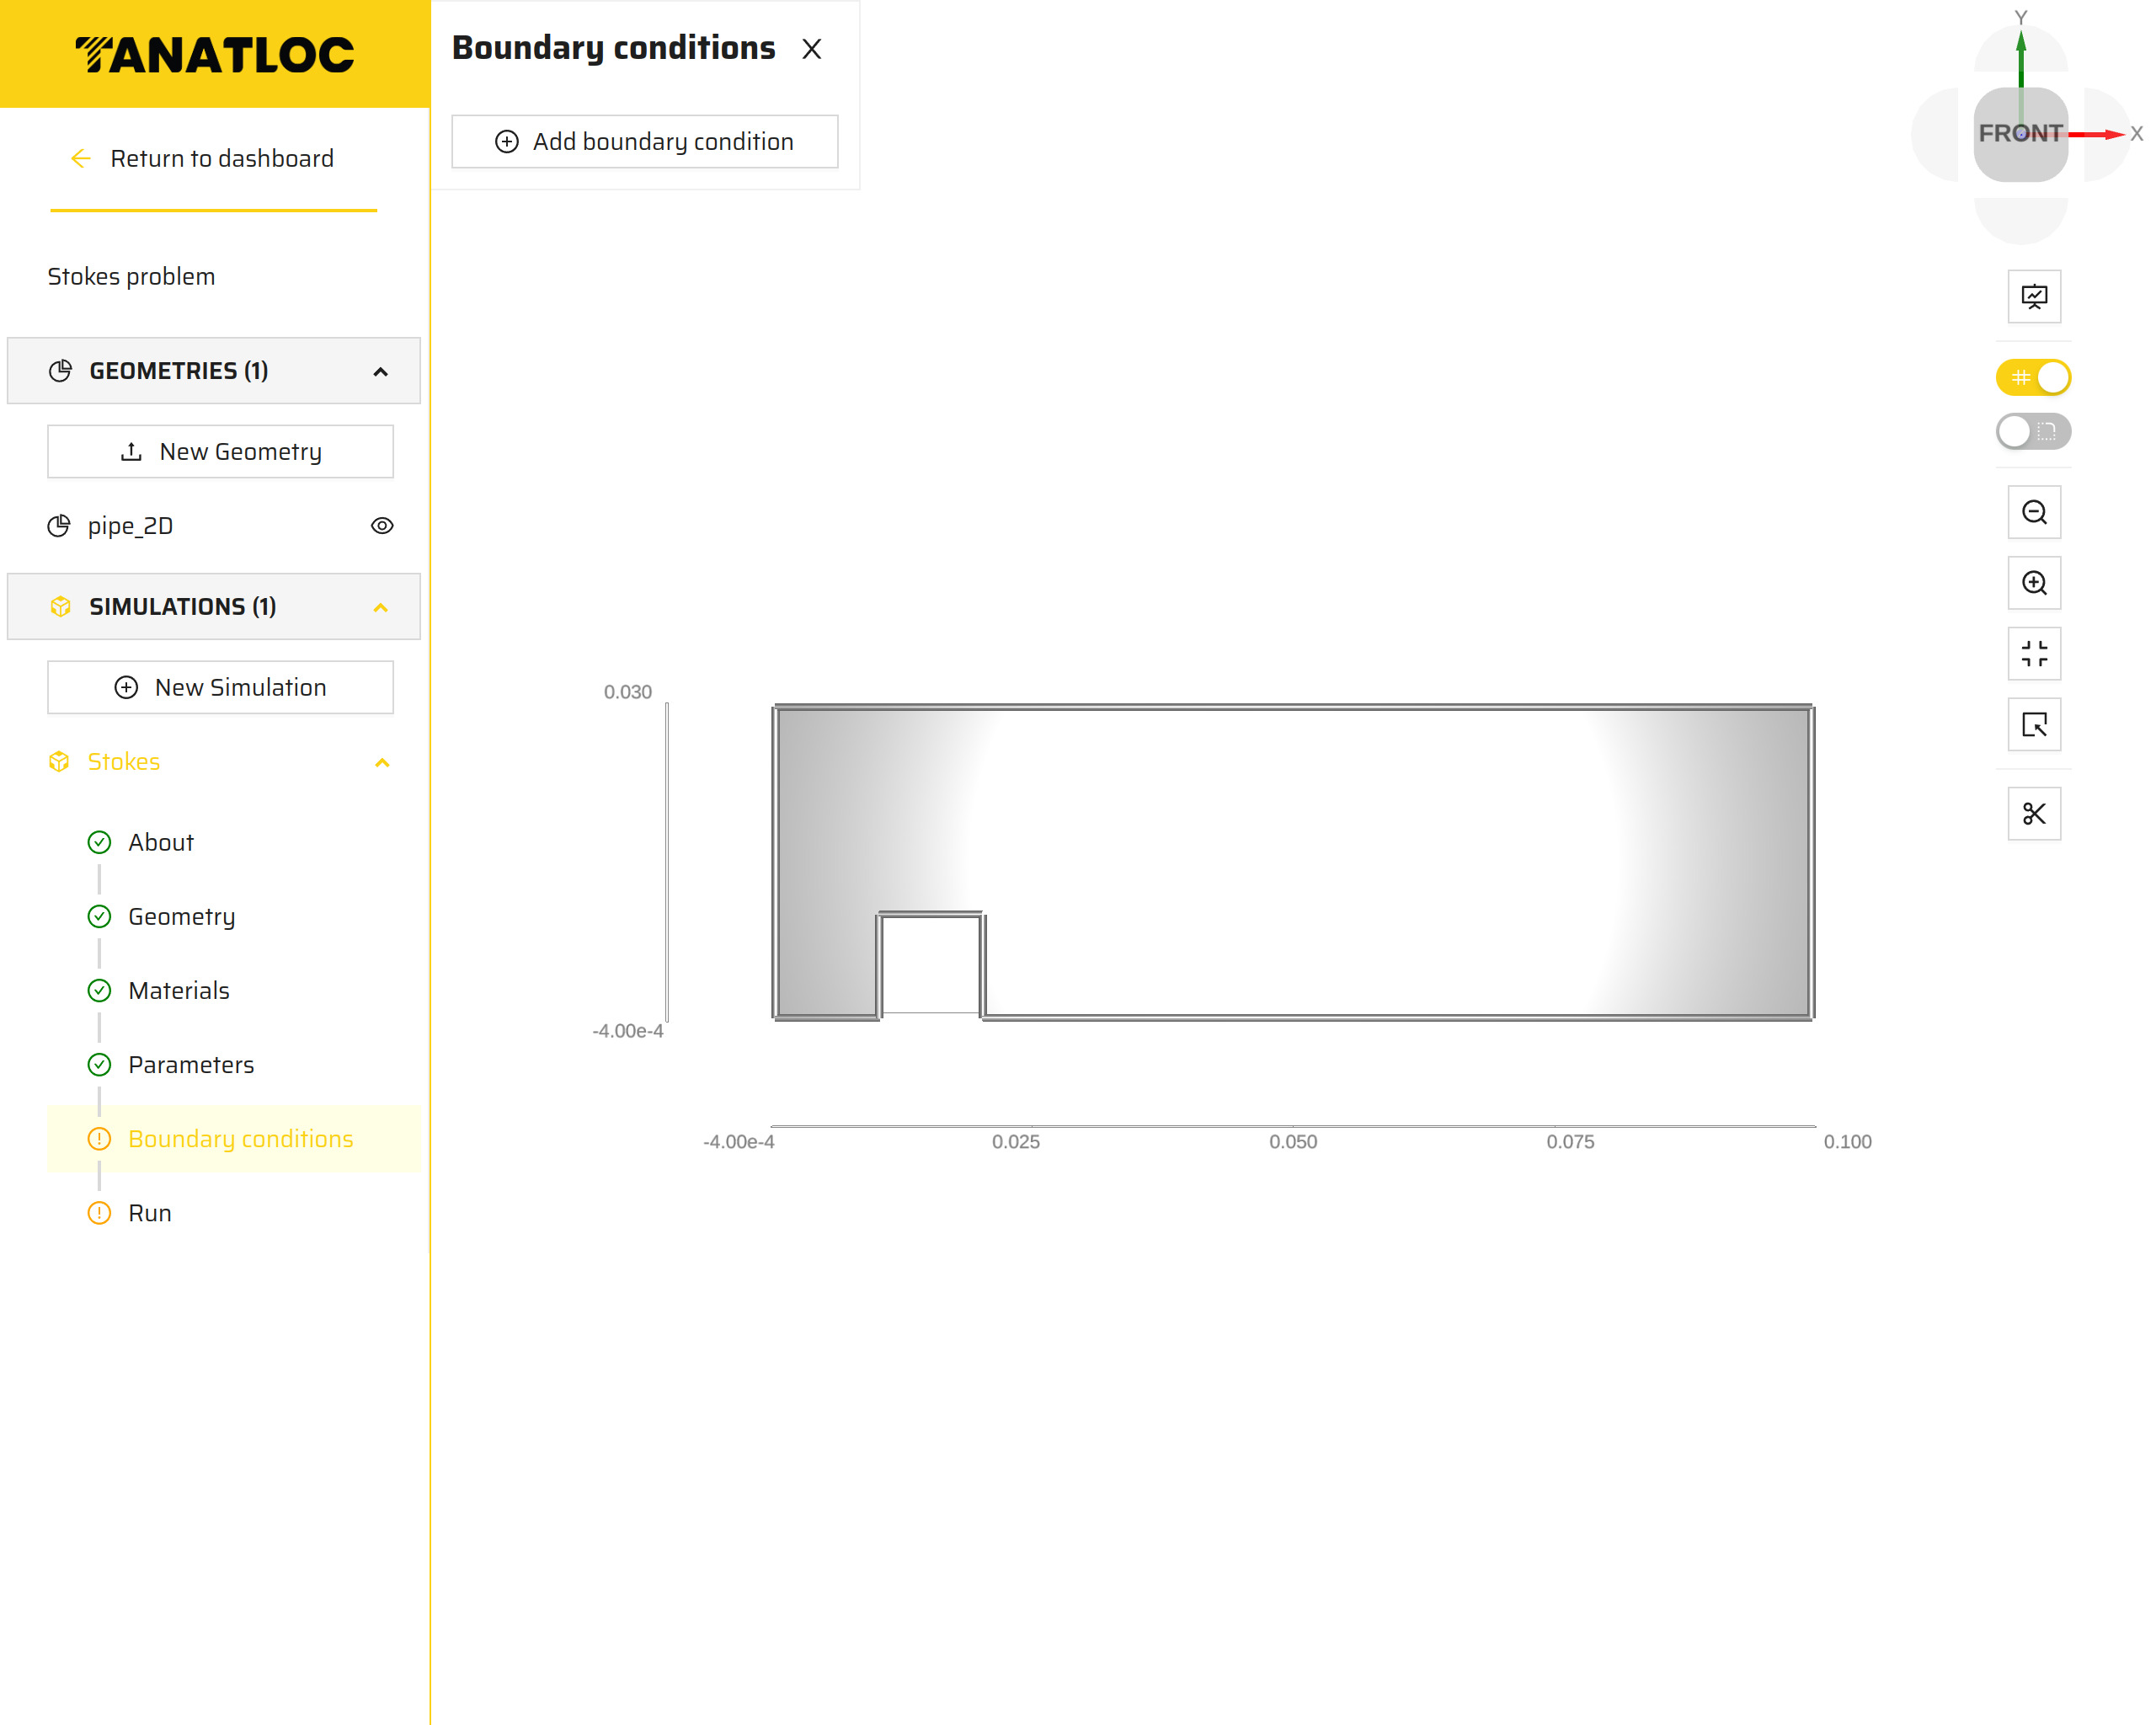 TANATLOC
Return to dashboard
Stokes problem
GEOMETRIES (1)
New Geometry
pipe_2D
SIMULATIONS (1)
New Simulation
Stokes
About
Geometry
Materials
Parameters
Boundary conditions
Run
Boundary conditions
Add boundary condition
Y
FRONT
X
0.030
-4.00e-4
-4.00e-4
0.025
0.050
0.075
0.100